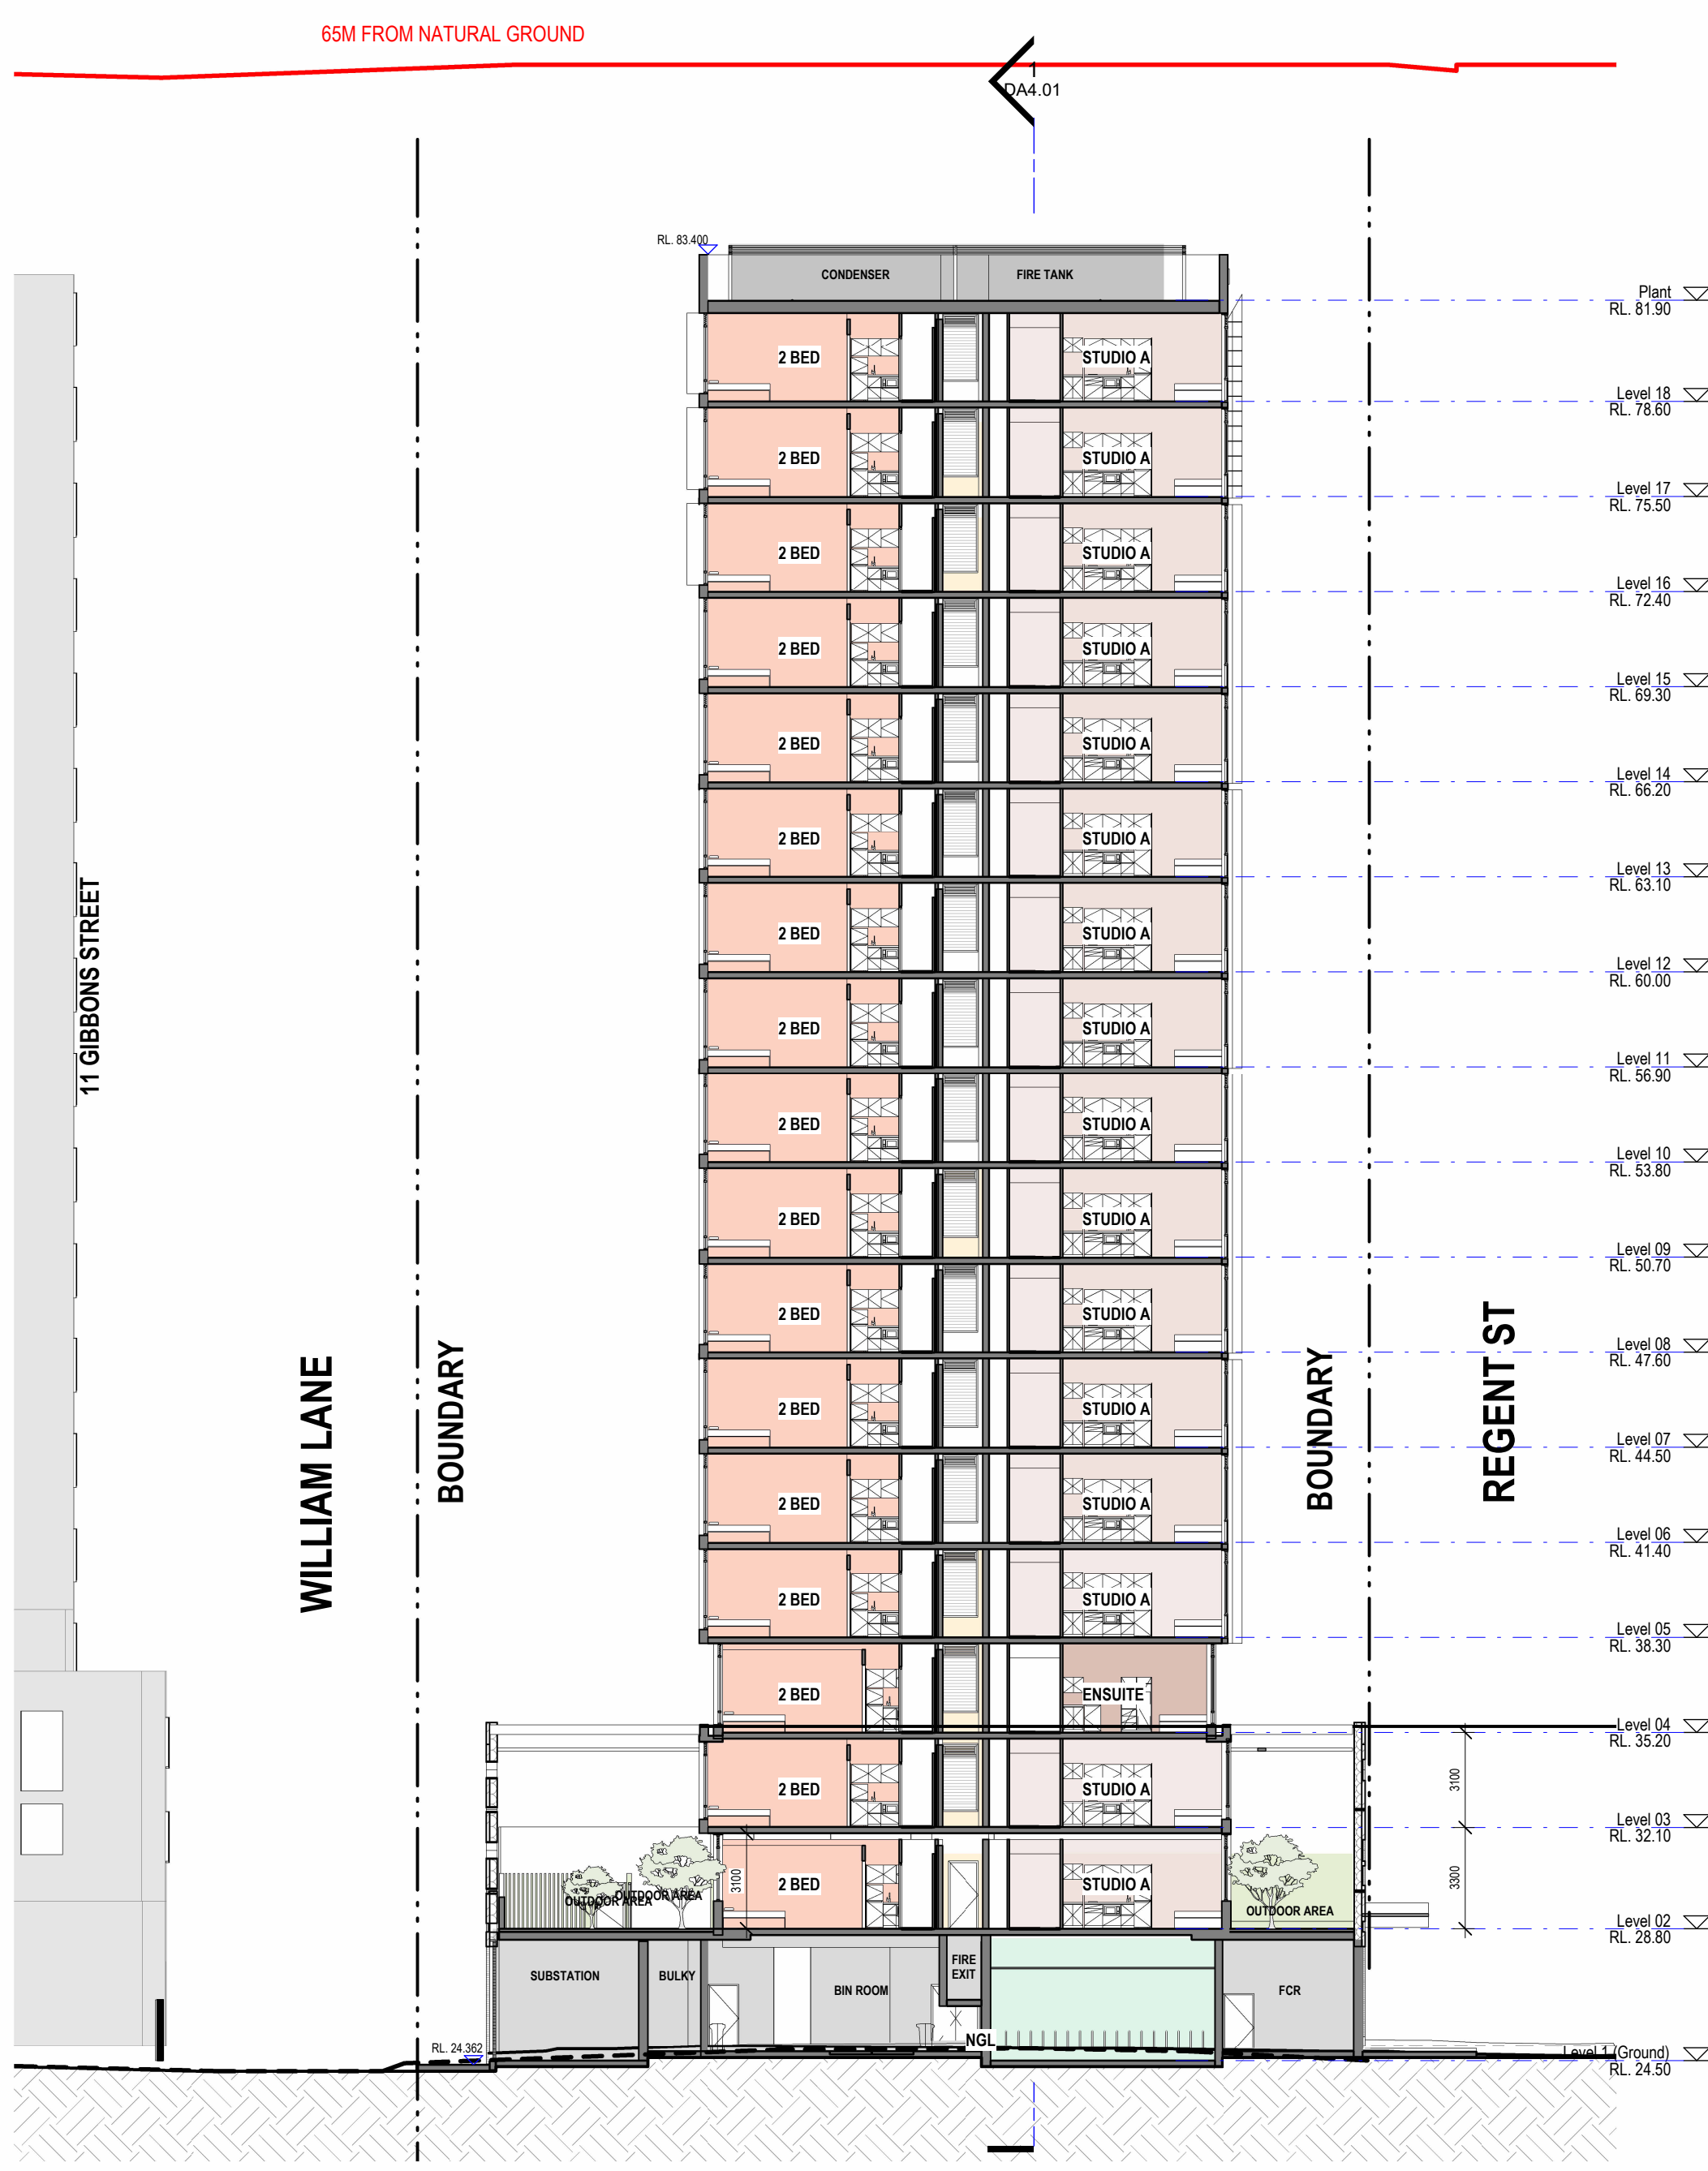 65M FROM NATURAL GROUND
1
DA4.01
RL. 83.400
CONDENSER
FIRE TANK
Plant
RL. 81.90
2 BED
STUDIO A
Level 18
RL. 78.60
2 BED
STUDIO A
Level 17
RL. 75.50
2 BED
STUDIO A
Level 16
RL. 72.40
2 BED
STUDIO A
Level 15
RL. 69.30
2 BED
STUDIO A
Level 14
RL. 66.20
2 BED
STUDIO A
Level 13
RL. 63.10
2 BED
STUDIO A
Level 12
RL. 60.00
2 BED
STUDIO A
Level 11
RL. 56.90
2 BED
STUDIO A
Level 10
RL. 53.80
2 BED
STUDIO A
Level 09
RL. 50.70
2 BED
STUDIO A
Level 08
RL. 47.60
2 BED
STUDIO A
Level 07
RL. 44.50
2 BED
STUDIO A
Level 06
RL. 41.40
2 BED
STUDIO A
Level 05
RL. 38.30
2 BED
ENSUITE
Level 04
RL. 35.20
2 BED
STUDIO A
3100
Level 03
RL. 32.10
2 BED
STUDIO A
3100
3300
OUTDOOR AREA
OUTDOOR AREA
OUTDOOR AREA
Level 02
RL. 28.80
SUBSTATION
BULKY
BIN ROOM
FIRE
EXIT
FCR
NGL
RL. 24.362
Level 1 (Ground)
RL. 24.50
11 GIBBONS STREET
WILLIAM LANE
BOUNDARY
BOUNDARY
REGENT ST